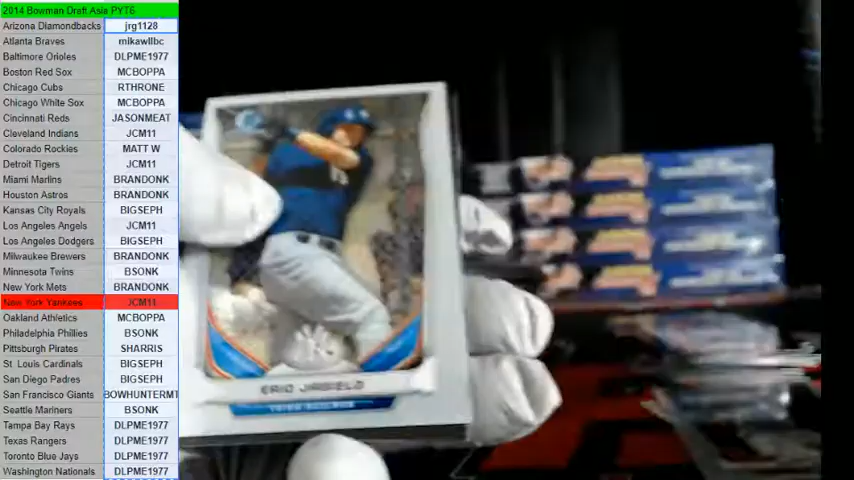 2014 Bowman Draft Asia PYT6
Arizona Diamondbacks jrg1128
Atlanta Braves mikawllbc
Baltimore Orioles DLPME1977
Boston Red Sox MCBOPPA
Chicago Cubs RTHRONE
Chicago White Sox MCBOPPA
Cincinnati Reds JASONMEAT
Cleveland Indians JCM11
Colorado Rockies MATT W
Detroit Tigers JCM11
Miami Marlins BRANDONK
Houston Astros BRANDONK
Kansas City Royals BIGSEPH
Los Angeles Angels JCM11
Los Angeles Dodgers BIGSEPH
Milwaukee Brewers BRANDONK
Minnesota Twins BSONK
New York Mets BRANDONK
New York Yankees JCM11
Oakland Athletics MCBOPPA
Philadelphia Phillies BSONK
Pittsburgh Pirates SHARRIS
St. Louis Cardinals BIGSEPH
San Diego Padres BIGSEPH
San Francisco Giants BOWHUNTERMT
Seattle Mariners BSONK
Tampa Bay Rays DLPME1977
Texas Rangers DLPME1977
Toronto Blue Jays DLPME1977
Washington Nationals DLPME1977